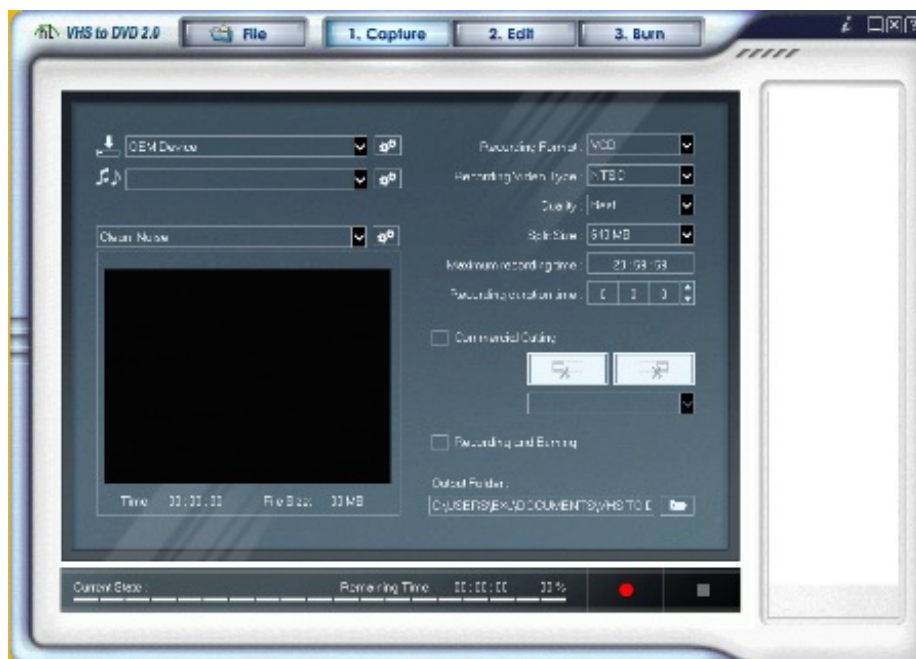 VHS to DVD 2.0
File
1. Capture
2. Edit
3. Burn
OEM Device
Recording Format : VCD
Recording Video Type : NTSC
Quality : Best
Clean Noise
Split Size : 640 MB
Maximum recording time : 23 : 59 : 59
Recording duration time : 0 0 0
Commercial Cutting
Recording and Burning
Output Folder :
Time 00 : 00 : 00 File Size: 00 MB
Current State :
Remaining Time 00 : 00 : 00 00 %